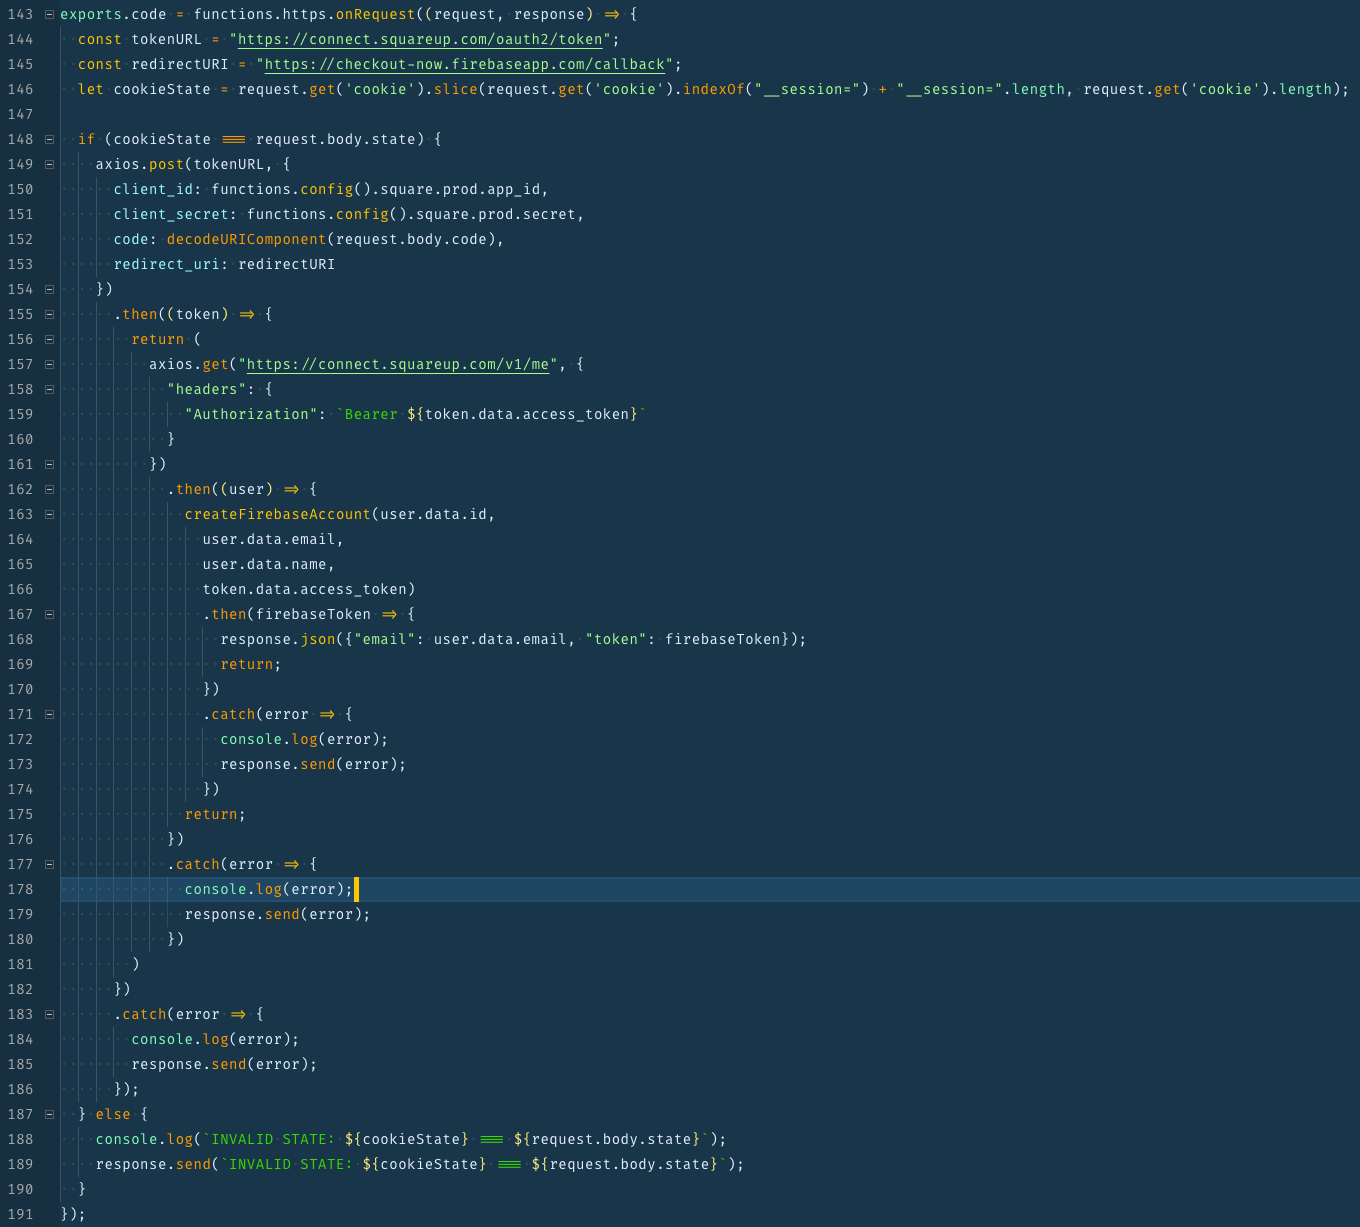 143 exports.code = functions.https.onRequest((request, response) => {
144   const tokenURL = "https://connect.squareup.com/oauth2/token";
145   const redirectURI = "https://checkout-now.firebaseapp.com/callback";
146   let cookieState = request.get('cookie').slice(request.get('cookie').indexOf("__session=") + "__session=".length, request.get('cookie').length);
147
148   if (cookieState === request.body.state) {
149     axios.post(tokenURL, {
150       client_id: functions.config().square.prod.app_id,
151       client_secret: functions.config().square.prod.secret,
152       code: decodeURIComponent(request.body.code),
153       redirect_uri: redirectURI
154     })
155       .then((token) => {
156         return (
157           axios.get("https://connect.squareup.com/v1/me", {
158             "headers": {
159               "Authorization": `Bearer ${token.data.access_token}`
160             }
161           })
162             .then((user) => {
163               createFirebaseAccount(user.data.id,
164                 user.data.email,
165                 user.data.name,
166                 token.data.access_token)
167                 .then(firebaseToken => {
168                   response.json({"email": user.data.email, "token": firebaseToken});
169                   return;
170                 })
171                 .catch(error => {
172                   console.log(error);
173                   response.send(error);
174                 })
175               return;
176             })
177             .catch(error => {
178               console.log(error);
179               response.send(error);
180             })
181         )
182       })
183       .catch(error => {
184         console.log(error);
185         response.send(error);
186       });
187   } else {
188     console.log(`INVALID STATE: ${cookieState} === ${request.body.state}`);
189     response.send(`INVALID STATE: ${cookieState} === ${request.body.state}`);
190   }
191 });